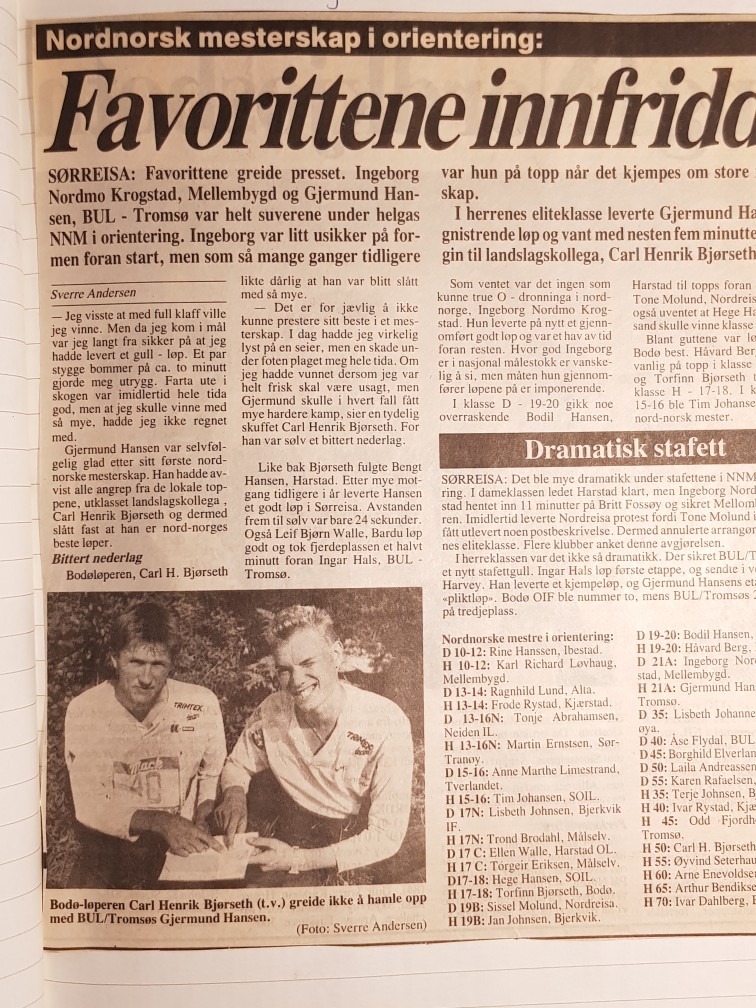 Nordnorsk mesterskap i orientering:
Favorittene innfridd
SØRREISA: Favorittene greide presset. Ingeborg
Nordmo Krogstad, Mellembygd og Gjermund Han-
sen, BUL - Tromsø var helt suverene under helgas
NNM i orientering. Ingeborg var litt usikker på for-
men foran start, men som så mange ganger tidligere
var hun på topp når det kjempes om store
skap.
I herrenes eliteklasse leverte Gjermund Ha
gnistrende løp og vant med nesten fem minutte
gin til landslagskollega, Carl Henrik Bjørseth
Sverre Andersen
— Jeg visste at med full klaff ville
jeg vinne. Men da jeg kom i mål
var jeg langt fra sikker på at jeg
hadde levert et gull - løp. Et par
stygge bommer på ca. to minutt
gjorde meg utrygg. Farta ute i
skogen var imidlertid hele tida
god, men at jeg skulle vinne med
så mye, hadde jeg ikke regnet
med.
Gjermund Hansen var selvføl-
gelig glad etter sitt første nordnorske
norske mesterskap. Han hadde av-
vist alle angrep fra de lokale top-
pene, utklasset landslagskollega ,
Carl Henrik Bjørseth og dermed
slått fast at han er nord-norges
beste løper.
Bittert nederlag
Bodøløperen, Carl H. Bjørseth
likte dårlig at han var blitt slått
med så mye.
— Det er for jævlig å ikke
kunne prestere sitt beste i et mes-
terskap. I dag hadde jeg virkelig
lyst på en seier, men en skade un-
der foten plaget meg hele tida. Om
jeg hadde vunnet dersom jeg var
helt frisk skal være usagt, men
Gjermund skulle i hvert fall fått
mye hardere kamp, sier en tydelig
skuffet Carl Henrik Bjørseth. For
han var sølv et bittert nederlag.
Like bak Bjørseth fulgte Bengt
Hansen, Harstad. Etter mye mot-
gang tidligere i år leverte Hansen
et godt løp i Sørreisa. Avstanden
frem til sølv var bare 24 sekunder.
Også Leif Bjørn Walle, Bardu løp
godt og tok fjerdeplassen et halvt
minutt foran Ingar Hals, BUL -
Tromsø.
Som ventet var det ingen som
kunne true O - dronninga i nord-
norge, Ingeborg Nordmo Krog-
stad. Hun leverte på nytt et gjenn-
omført godt løp og var et hav av tid
foran resten. Hvor god Ingeborg
er i nasjonal målestokk er vanske-
lig å si, men måten hun gjennom-
fører løpene på er imponerende.
I klasse D - 19-20 gikk noe
overraskende Bodil Hansen,
Harstad til topps foran
Tone Molund, Nordreis
også uventet at Hege Ha
sand skulle vinne klasse
Blant guttene var lø
Bodø best. Håvard Ber
vanlig på topp i klasse
og Torfinn Bjørseth
klasse H - 17-18. I k
15-16 ble Tim Johanse
nord-norsk mester.
Dramatisk stafett
SØRREISA: Det ble mye dramatikk under stafettene i NNM
ring. I dameklassen ledet Harstad klart, men Ingeborg Nord
stad hentet inn 11 minutter på Britt Fossøy og sikret Mellomb
ren. Imidlertid leverte Nordreisa protest fordi Tone Molund i
fått utlevert noen postbeskrivelse. Dermed annulerte arrangør
nes eliteklasse. Flere klubber anket denne avgjørelsen.
I herreklassen var det ikke så dramatikk. Der sikret BUL/T
et nytt stafettgull. Ingar Hals løp første etappe, og sendte i ve
Harvey. Han leverte et kjempeløp, og Gjermund Hansens eta
«pliktløp». Bodø OIF ble nummer to, mens BUL/Tromsøs 2
på tredjeplass.
Nordnorske mestre i orientering:
D 10-12: Rine Hanssen, Ibestad.
H 10-12: Karl Richard Løvhaug,
Mellembygd.
D 13-14: Ragnhild Lund, Alta.
H 13-14: Frode Rystad, Kjærstad.
D 13-16N: Tonje Abrahamsen,
Neiden IL.
H 13-16N: Martin Ernstsen, Sør-
Tranøy.
D 15-16: Anne Marthe Limestrand,
Tverlandet.
H 15-16: Tim Johansen, SOIL.
D 17N: Lisbeth Johnsen, Bjerkvik
IF.
H 17N: Trond Brodahl, Målselv.
D 17 C: Ellen Walle, Harstad OL.
H 17 C: Torgeir Eriksen, Målselv.
D17-18: Hege Hansen, SOIL.
H 17-18: Torfinn Bjørseth, Bodø.
D 19B: Sissel Molund, Nordreisa.
H 19B: Jan Johnsen, Bjerkvik.
D 19-20: Bodil Hansen,
H 19-20: Håvard Berg,
D 21A: Ingeborg Nor
stad, Mellembygd.
H 21A: Gjermund Han
Tromsø.
D 35: Lisbeth Johanne
øya.
D 40: Åse Flydal, BUL
D 45: Borghild Elverlan
D 50: Laila Andreassen
D 55: Karen Rafaelsen,
H 35: Terje Johnsen, B
H 40: Ivar Rystad, Kjæ
H 45: Odd Fjordh
Tromsø.
H 50: Carl H. Bjørseth
H 55: Øyvind Seterhau
H 60: Arne Enevoldse
H 65: Arthur Bendikse
H 70: Ivar Dahlberg, B
TRIMTEX
40
TRIMTEX
Bodø-løperen Carl Henrik Bjørseth (t.v.) greide ikke å hamle opp
med BUL/Tromsøs Gjermund Hansen.
(Foto: Sverre Andersen)